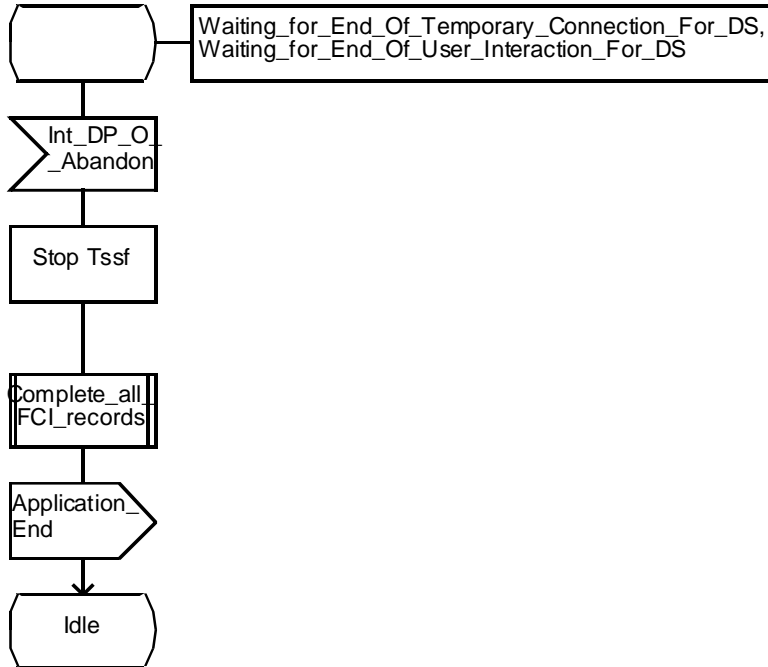 Waiting_for_End_Of_Temporary_Connection_For_DS,
Waiting_for_End_Of_User_Interaction_For_DS
Int_DP_O_
_Abandon
Stop Tssf
Complete_all_
FCI_records
Application_
End
Idle